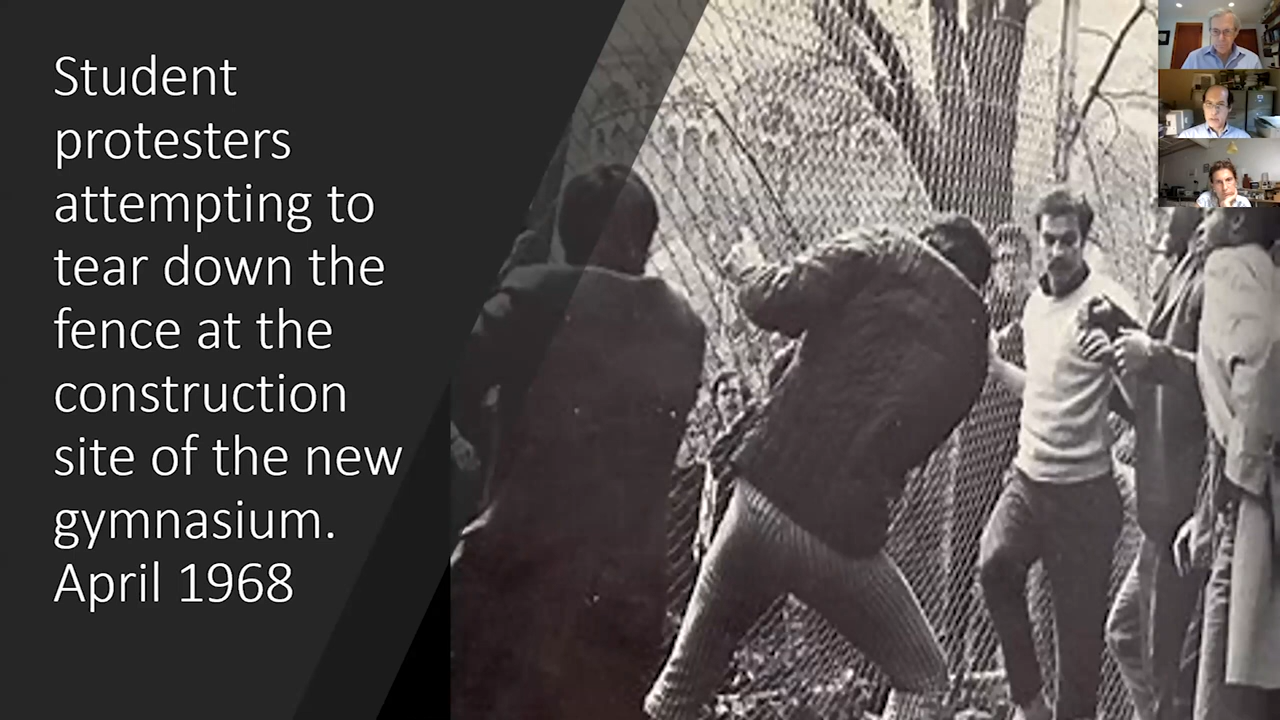 Student
protesters
attempting to
tear down the
fence at the
construction
site of the new
gymnasium.
April 1968